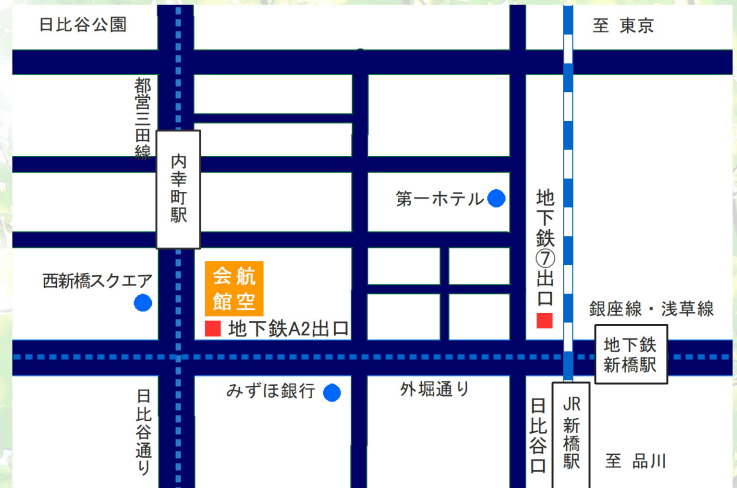 日比谷公園
至 東京
都営三田線
内幸町駅
第一ホテル
地下鉄⑦出口
西新橋スクエア
航空
会館
地下鉄A2出口
銀座線・浅草線
地下鉄
新橋駅
みずほ銀行
外堀通り
日比谷通り
日比谷口
JR新橋駅
至 品川